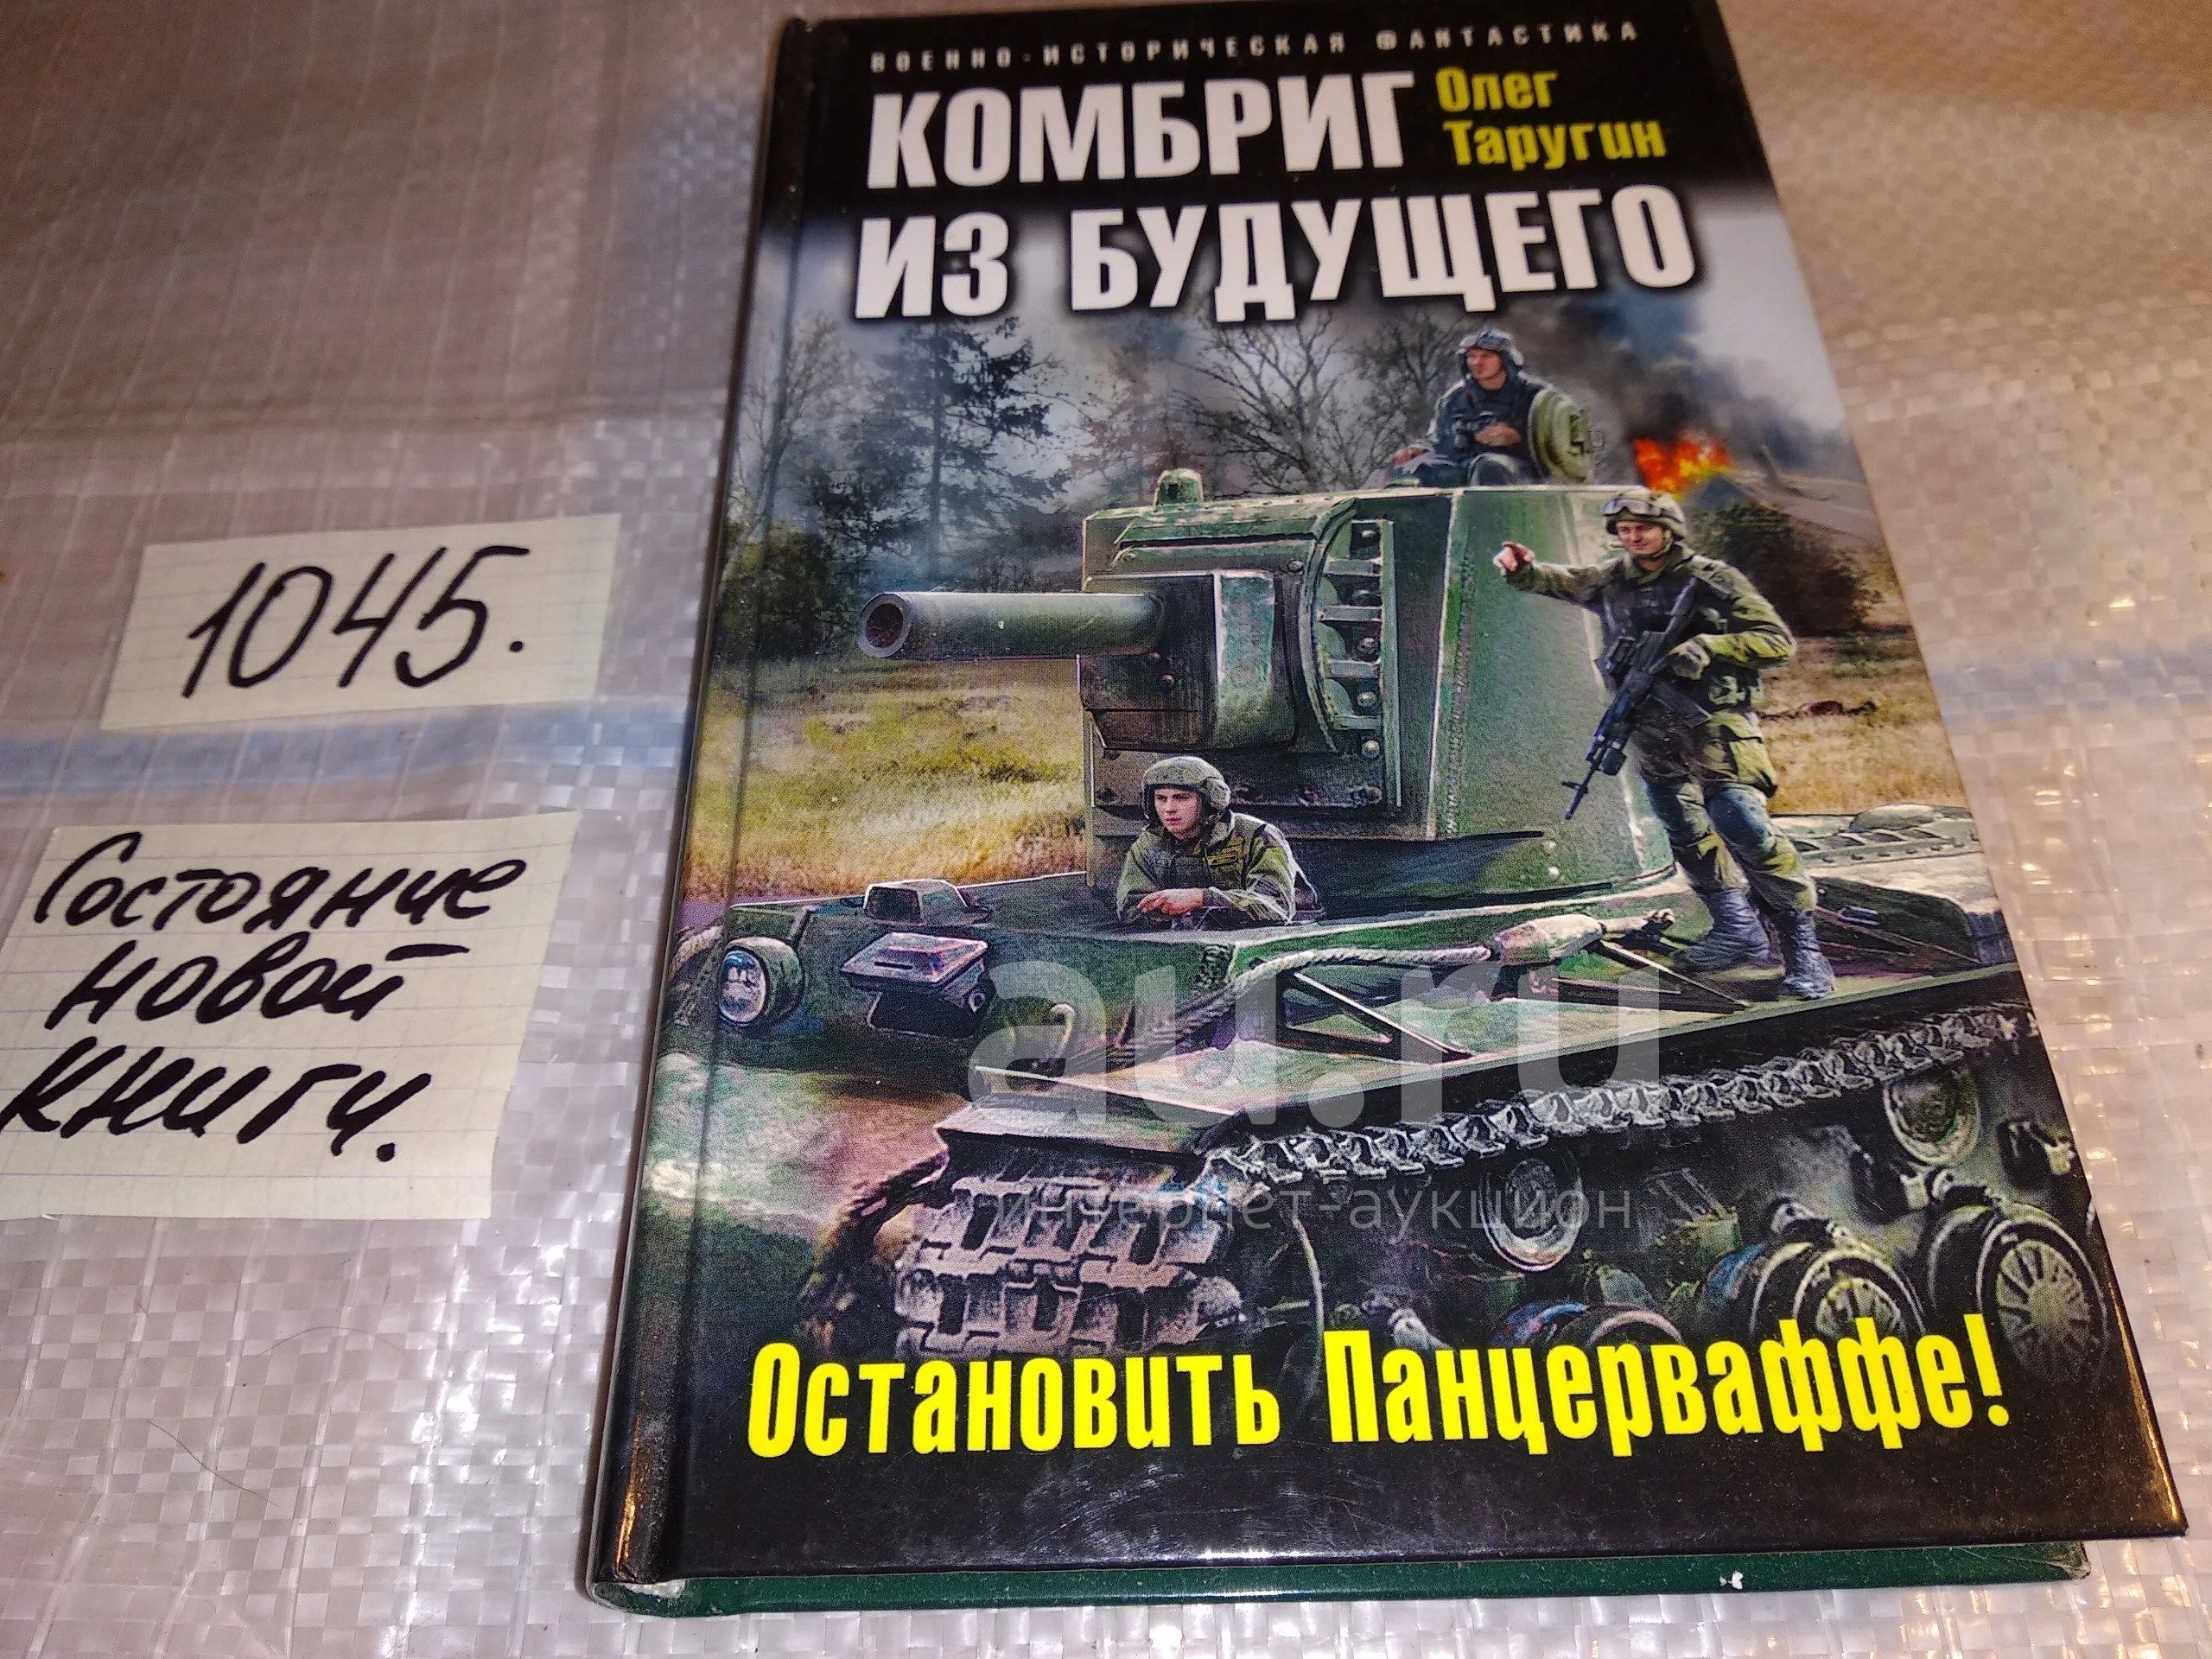 ВОЕННО-ИСТОРИЧЕСКАЯ ФАНТАСТИКА
КОМБРИГ
Олег
Таругин
ИЗ БУДУЩЕГО
1045.
Состояние
новой
книги.
au.ru
интернет-аукцион
Остановить Панцерваффе!